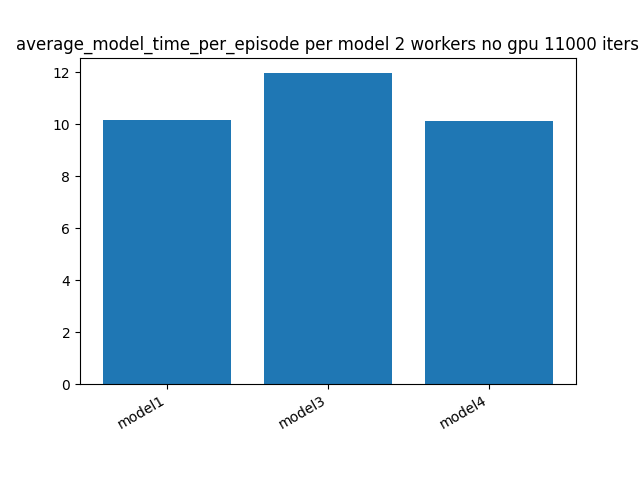 average_model_time_per_episode per model 2 workers no gpu 11000 iters
12
10
8
6
4
2
0
model1
model3
model4